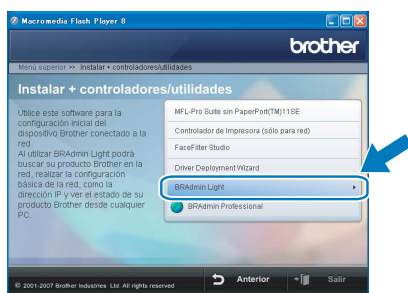 Macromedia Flash Player 8
brother
Menú superior >> Instalar + controladores/utilidades
Instalar + controladores/utilidades
Utilice este software para la
configuración inicial del
dispositivo Brother conectado a la
red.
Al utilizar BRAdmin Light podrá
buscar su producto Brother en la
red, realizar la configuración
básica de la red, como la
dirección IP y ver el estado de su
producto Brother desde cualquier
PC.
MFL-Pro Suite sin PaperPort(TM)11SE
Controlador de Impresora (sólo para red)
FaceFilter Studio
Driver Deployment Wizard
BRAdmin Light
BRAdmin Professional
© 2001-2007 Brother Industries Ltd. All rights reserved
Anterior
Salir